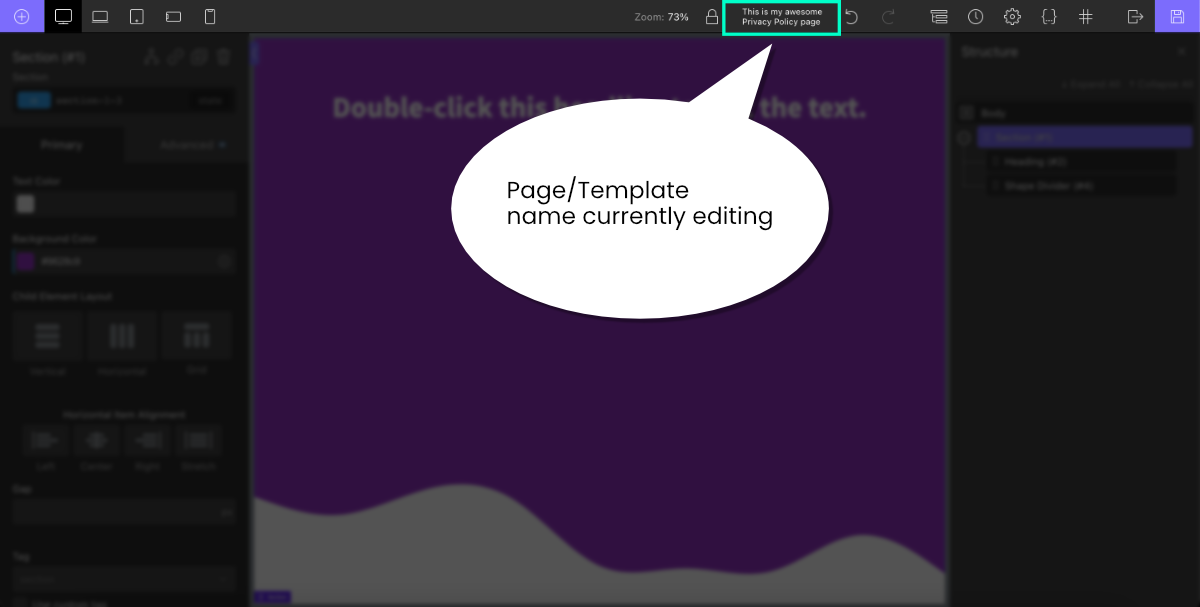 Zoom: 73%
This is my awesome
Privacy Policy page
Section (#1)
Section
Structure
Double-click this the text.
Body
Primary
Advanced
Section (#1)
Heading (#2)
Shape Divider (#4)
Text Color
Page/Template
name currently editing
Background Color
Child Element Layout
Vertical Horizontal Grid
Horizontal Item Alignment
Left Center Right Stretch
Gap
Tag